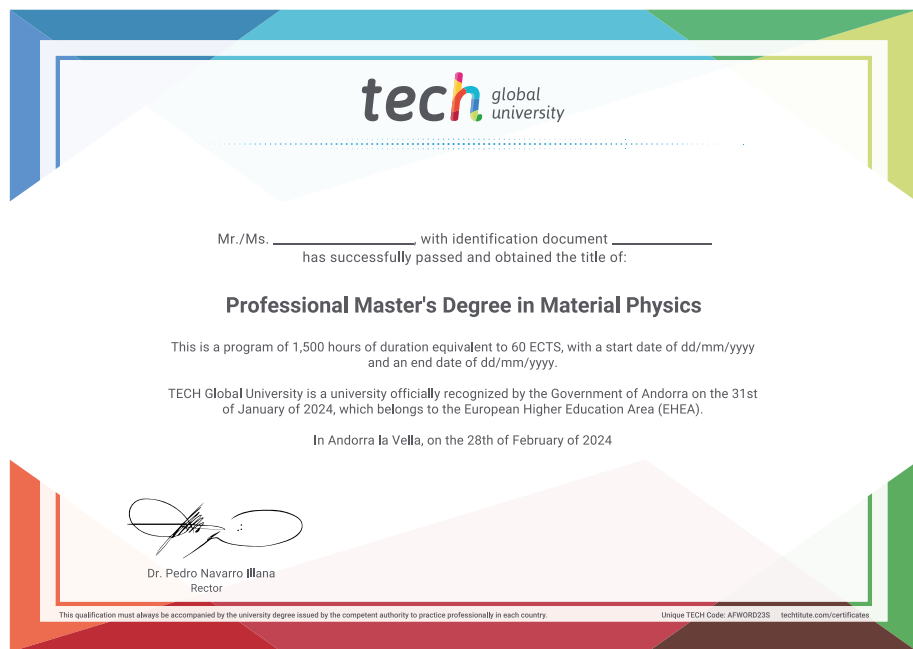 tech global university
Mr./Ms. ____________, with identification document ____________
has successfully passed and obtained the title of:
Professional Master's Degree in Material Physics
This is a program of 1,500 hours of duration equivalent to 60 ECTS, with a start date of dd/mm/yyyy
and an end date of dd/mm/yyyy.
TECH Global University is a university officially recognized by the Government of Andorra on the 31st
of January of 2024, which belongs to the European Higher Education Area (EHEA).
In Andorra la Vella, on the 28th of February of 2024
Dr. Pedro Navarro Illana
Rector
This qualification must always be accompanied by the university degree issued by the competent authority to practice professionally in each country.
Unique TECH Code: AFWORD23S techtitute.com/certificates